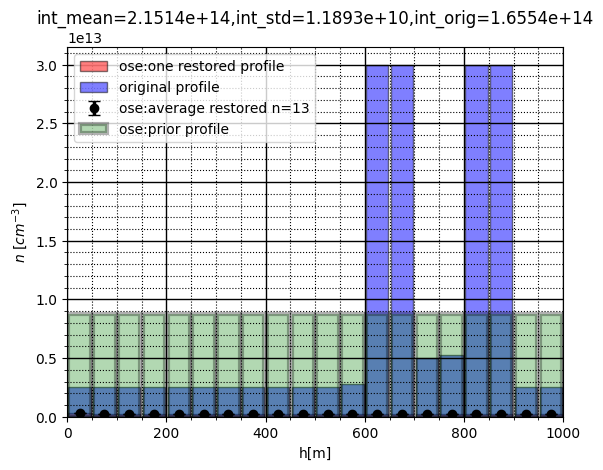 int_mean=2.1514e+14,int_std=1.1893e+10,int_orig=1.6554e+14
1e13
ose:one restored profile
original profile
ose:average restored n=13
ose:prior profile
3.0
2.5
2.0
1.5
1.0
0.5
0.0
n [cm⁻³]
0 200 400 600 800 1000
h[m]